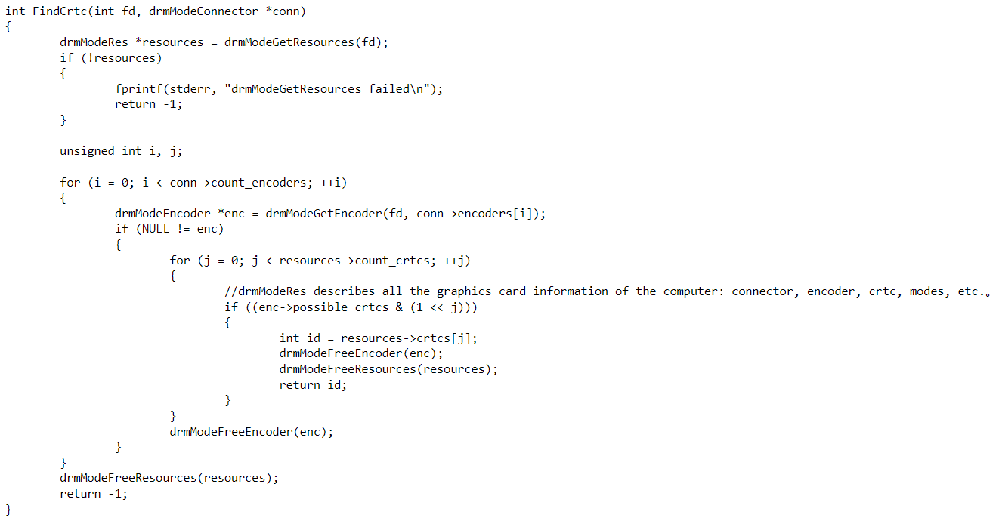 int FindCrtc(int fd, drmModeConnector *conn)
{
        drmModeRes *resources = drmModeGetResources(fd);
        if (!resources)
        {
                fprintf(stderr, "drmModeGetResources failed\n");
                return -1;
        }

        unsigned int i, j;

        for (i = 0; i < conn->count_encoders; ++i)
        {
                drmModeEncoder *enc = drmModeGetEncoder(fd, conn->encoders[i]);
                if (NULL != enc)
                {
                        for (j = 0; j < resources->count_crtcs; ++j)
                        {
                                //drmModeRes describes all the graphics card information of the computer: connector, encoder, crtc, modes, etc.。
                                if ((enc->possible_crtcs & (1 << j)))
                                {
                                        int id = resources->crtcs[j];
                                        drmModeFreeEncoder(enc);
                                        drmModeFreeResources(resources);
                                        return id;
                                }
                        }
                        drmModeFreeEncoder(enc);
                }
        }
        drmModeFreeResources(resources);
        return -1;
}